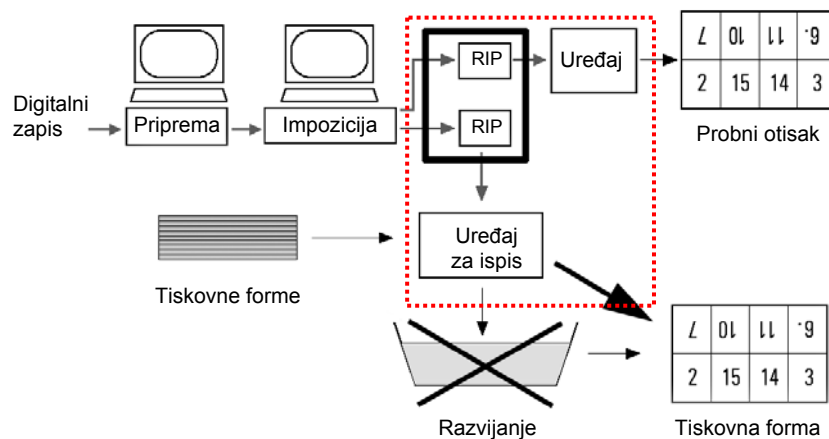 7 10 11 6.
2 15 14 3
RIP
Uređaj
Digitalni
zapis
Priprema
Impozicija
RIP
Probni otisak
Uređaj
za ispis
Tiskovne forme
7 10 11 6.
2 15 14 3
Razvijanje
Tiskovna forma